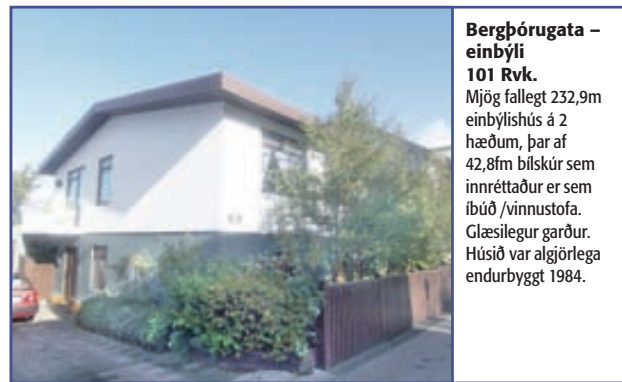 Bergþórugata –
einbýli
101 Rvk.
Mjög fallegt 232,9m
einbýlishús á 2
hæðum, þar af
42,8fm bílskúr sem
innréttaður er sem
íbúð /vinnustofa.
Glæsilegur garður.
Húsið var algjörlega
endurbyggt 1984.